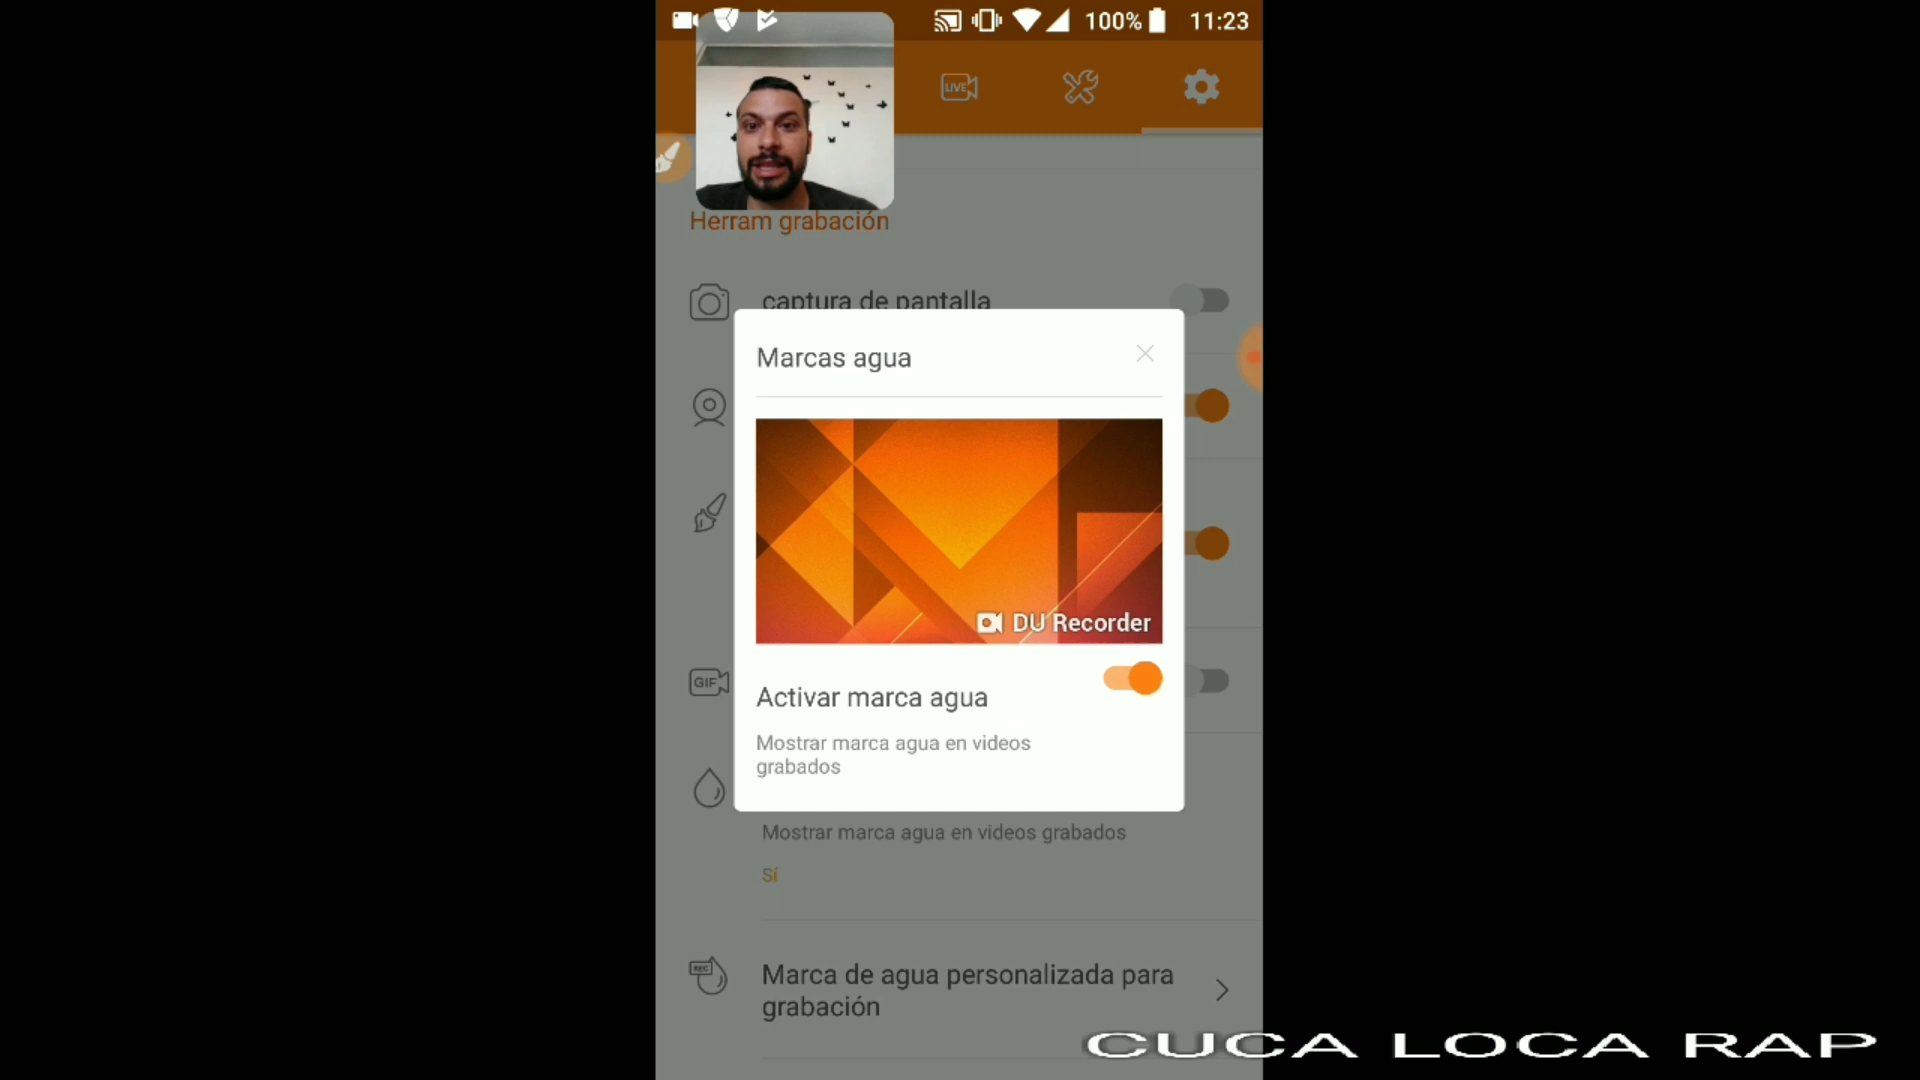 100% 11:23
LIVE
Herram grabación
captura de pantalla
Marcas agua
DU Recorder
Activar marca agua
Mostrar marca agua en videos
grabados
GIF
Mostrar marca agua en videos grabados
Sí
REC
Marca de agua personalizada para
grabación
CUCA LOCA RAP